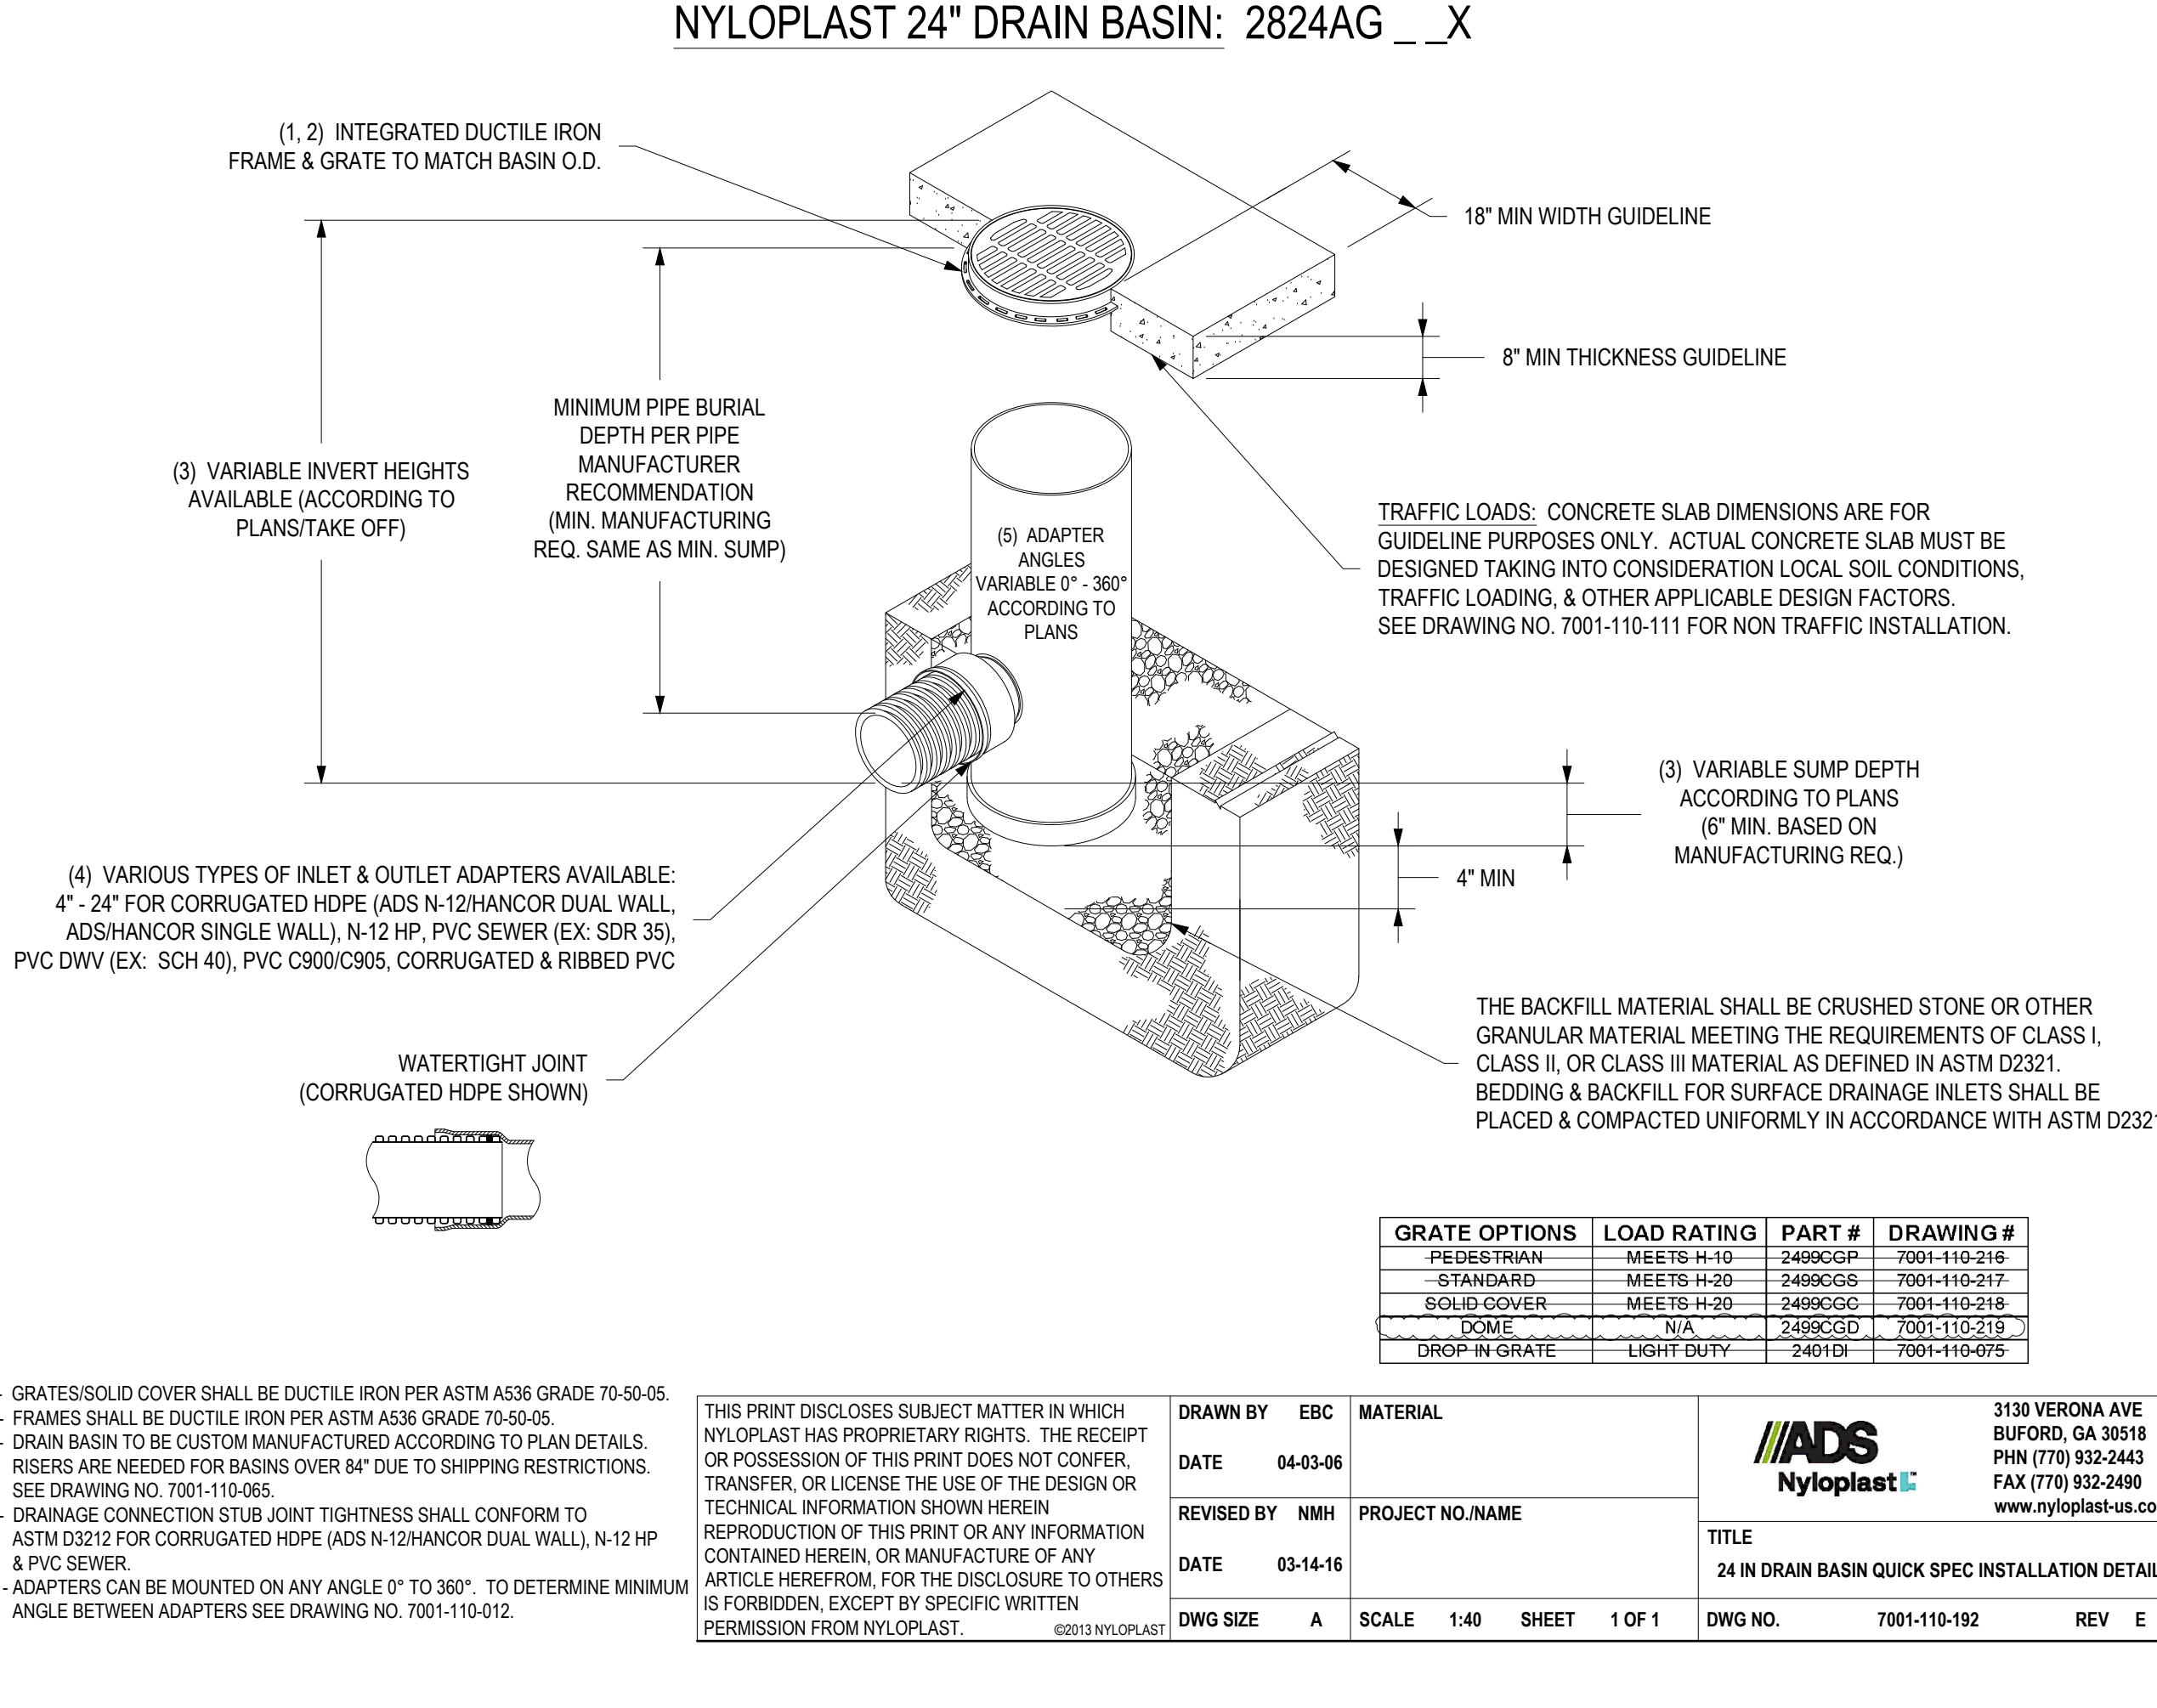 NYLOPLAST 24" DRAIN BASIN: 2824AG _ _X
(1, 2) INTEGRATED DUCTILE IRON
FRAME & GRATE TO MATCH BASIN O.D.
18" MIN WIDTH GUIDELINE
8" MIN THICKNESS GUIDELINE
MINIMUM PIPE BURIAL
DEPTH PER PIPE
MANUFACTURER
RECOMMENDATION
(MIN. MANUFACTURING
REQ. SAME AS MIN. SUMP)
(3) VARIABLE INVERT HEIGHTS
AVAILABLE (ACCORDING TO
PLANS/TAKE OFF)
(5) ADAPTER
ANGLES
VARIABLE 0° - 360°
ACCORDING TO
PLANS
TRAFFIC LOADS: CONCRETE SLAB DIMENSIONS ARE FOR
GUIDELINE PURPOSES ONLY. ACTUAL CONCRETE SLAB MUST BE
DESIGNED TAKING INTO CONSIDERATION LOCAL SOIL CONDITIONS,
TRAFFIC LOADING, & OTHER APPLICABLE DESIGN FACTORS.
SEE DRAWING NO. 7001-110-111 FOR NON TRAFFIC INSTALLATION.
(3) VARIABLE SUMP DEPTH
ACCORDING TO PLANS
(6" MIN. BASED ON
MANUFACTURING REQ.)
4" MIN
(4) VARIOUS TYPES OF INLET & OUTLET ADAPTERS AVAILABLE:
4" - 24" FOR CORRUGATED HDPE (ADS N-12/HANCOR DUAL WALL,
ADS/HANCOR SINGLE WALL), N-12 HP, PVC SEWER (EX: SDR 35),
PVC DWV (EX: SCH 40), PVC C900/C905, CORRUGATED & RIBBED PVC
THE BACKFILL MATERIAL SHALL BE CRUSHED STONE OR OTHER
GRANULAR MATERIAL MEETING THE REQUIREMENTS OF CLASS I,
CLASS II, OR CLASS III MATERIAL AS DEFINED IN ASTM D2321.
BEDDING & BACKFILL FOR SURFACE DRAINAGE INLETS SHALL BE
PLACED & COMPACTED UNIFORMLY IN ACCORDANCE WITH ASTM D2321
WATERTIGHT JOINT
(CORRUGATED HDPE SHOWN)
GRATE OPTIONS LOAD RATING PART # DRAWING #
PEDESTRIAN MEETS H-10 2499CGP 7001-110-216
STANDARD MEETS H-20 2499CGS 7001-110-217
SOLID COVER MEETS H-20 2499CGC 7001-110-218
DOME N/A 2499CGD 7001-110-219
DROP IN GRATE LIGHT DUTY 2401DI 7001-110-075
- GRATES/SOLID COVER SHALL BE DUCTILE IRON PER ASTM A536 GRADE 70-50-05.
- FRAMES SHALL BE DUCTILE IRON PER ASTM A536 GRADE 70-50-05.
- DRAIN BASIN TO BE CUSTOM MANUFACTURED ACCORDING TO PLAN DETAILS.
RISERS ARE NEEDED FOR BASINS OVER 84" DUE TO SHIPPING RESTRICTIONS.
SEE DRAWING NO. 7001-110-065.
- DRAINAGE CONNECTION STUB JOINT TIGHTNESS SHALL CONFORM TO
ASTM D3212 FOR CORRUGATED HDPE (ADS N-12/HANCOR DUAL WALL), N-12 HP
& PVC SEWER.
- ADAPTERS CAN BE MOUNTED ON ANY ANGLE 0° TO 360°. TO DETERMINE MINIMUM
ANGLE BETWEEN ADAPTERS SEE DRAWING NO. 7001-110-012.
THIS PRINT DISCLOSES SUBJECT MATTER IN WHICH
NYLOPLAST HAS PROPRIETARY RIGHTS. THE RECEIPT
OR POSSESSION OF THIS PRINT DOES NOT CONFER,
TRANSFER, OR LICENSE THE USE OF THE DESIGN OR
TECHNICAL INFORMATION SHOWN HEREIN
REPRODUCTION OF THIS PRINT OR ANY INFORMATION
CONTAINED HEREIN, OR MANUFACTURE OF ANY
ARTICLE HEREFROM, FOR THE DISCLOSURE TO OTHERS
IS FORBIDDEN, EXCEPT BY SPECIFIC WRITTEN
PERMISSION FROM NYLOPLAST. ©2013 NYLOPLAST
DRAWN BY EBC
DATE 04-03-06
REVISED BY NMH
DATE 03-14-16
DWG SIZE A
MATERIAL
PROJECT NO./NAME
SCALE 1:40 SHEET 1 OF 1
ADS
Nyloplast ™
3130 VERONA AVE
BUFORD, GA 30518
PHN (770) 932-2443
FAX (770) 932-2490
www.nyloplast-us.co
TITLE
24 IN DRAIN BASIN QUICK SPEC INSTALLATION DETAIL
DWG NO. 7001-110-192 REV E